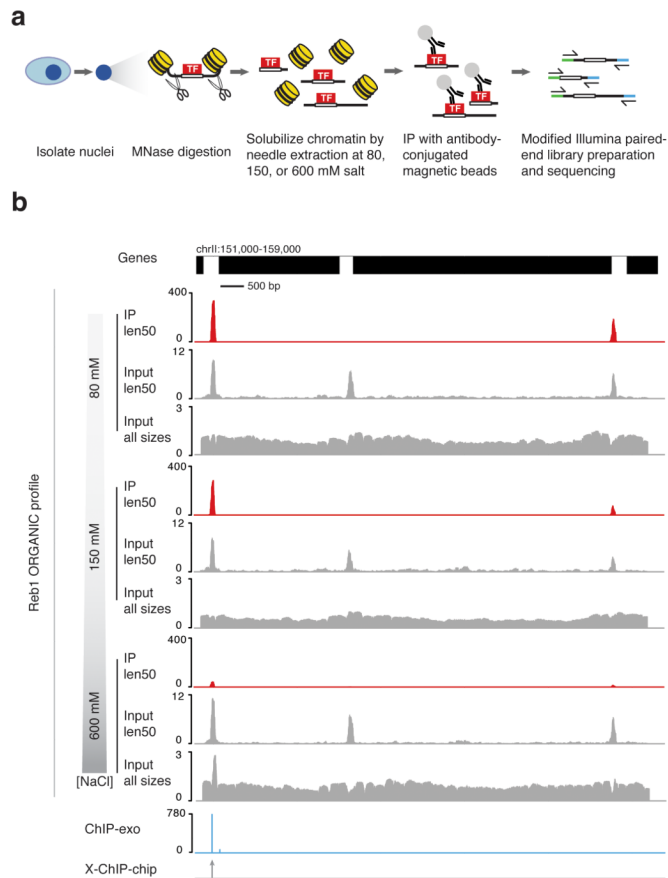 a
TF
TF
TF
TF
TF
TF
TF
Isolate nuclei
MNase digestion
Solubilize chromatin by
needle extraction at 80,
150, or 600 mM salt
IP with antibody-
conjugated
magnetic beads
Modified Illumina paired-
end library preparation
and sequencing
b
chrII:151,000-159,000
Genes
500 bp
Reb1 ORGANIC profile
80 mM
IP
len50
400
0
Input
len50
12
0
Input
all sizes
3
0
150 mM
IP
len50
400
0
Input
len50
12
0
Input
all sizes
3
0
600 mM
IP
len50
400
0
Input
len50
12
0
Input
all sizes
3
0
[NaCl]
ChIP-exo
780
0
X-ChIP-chip